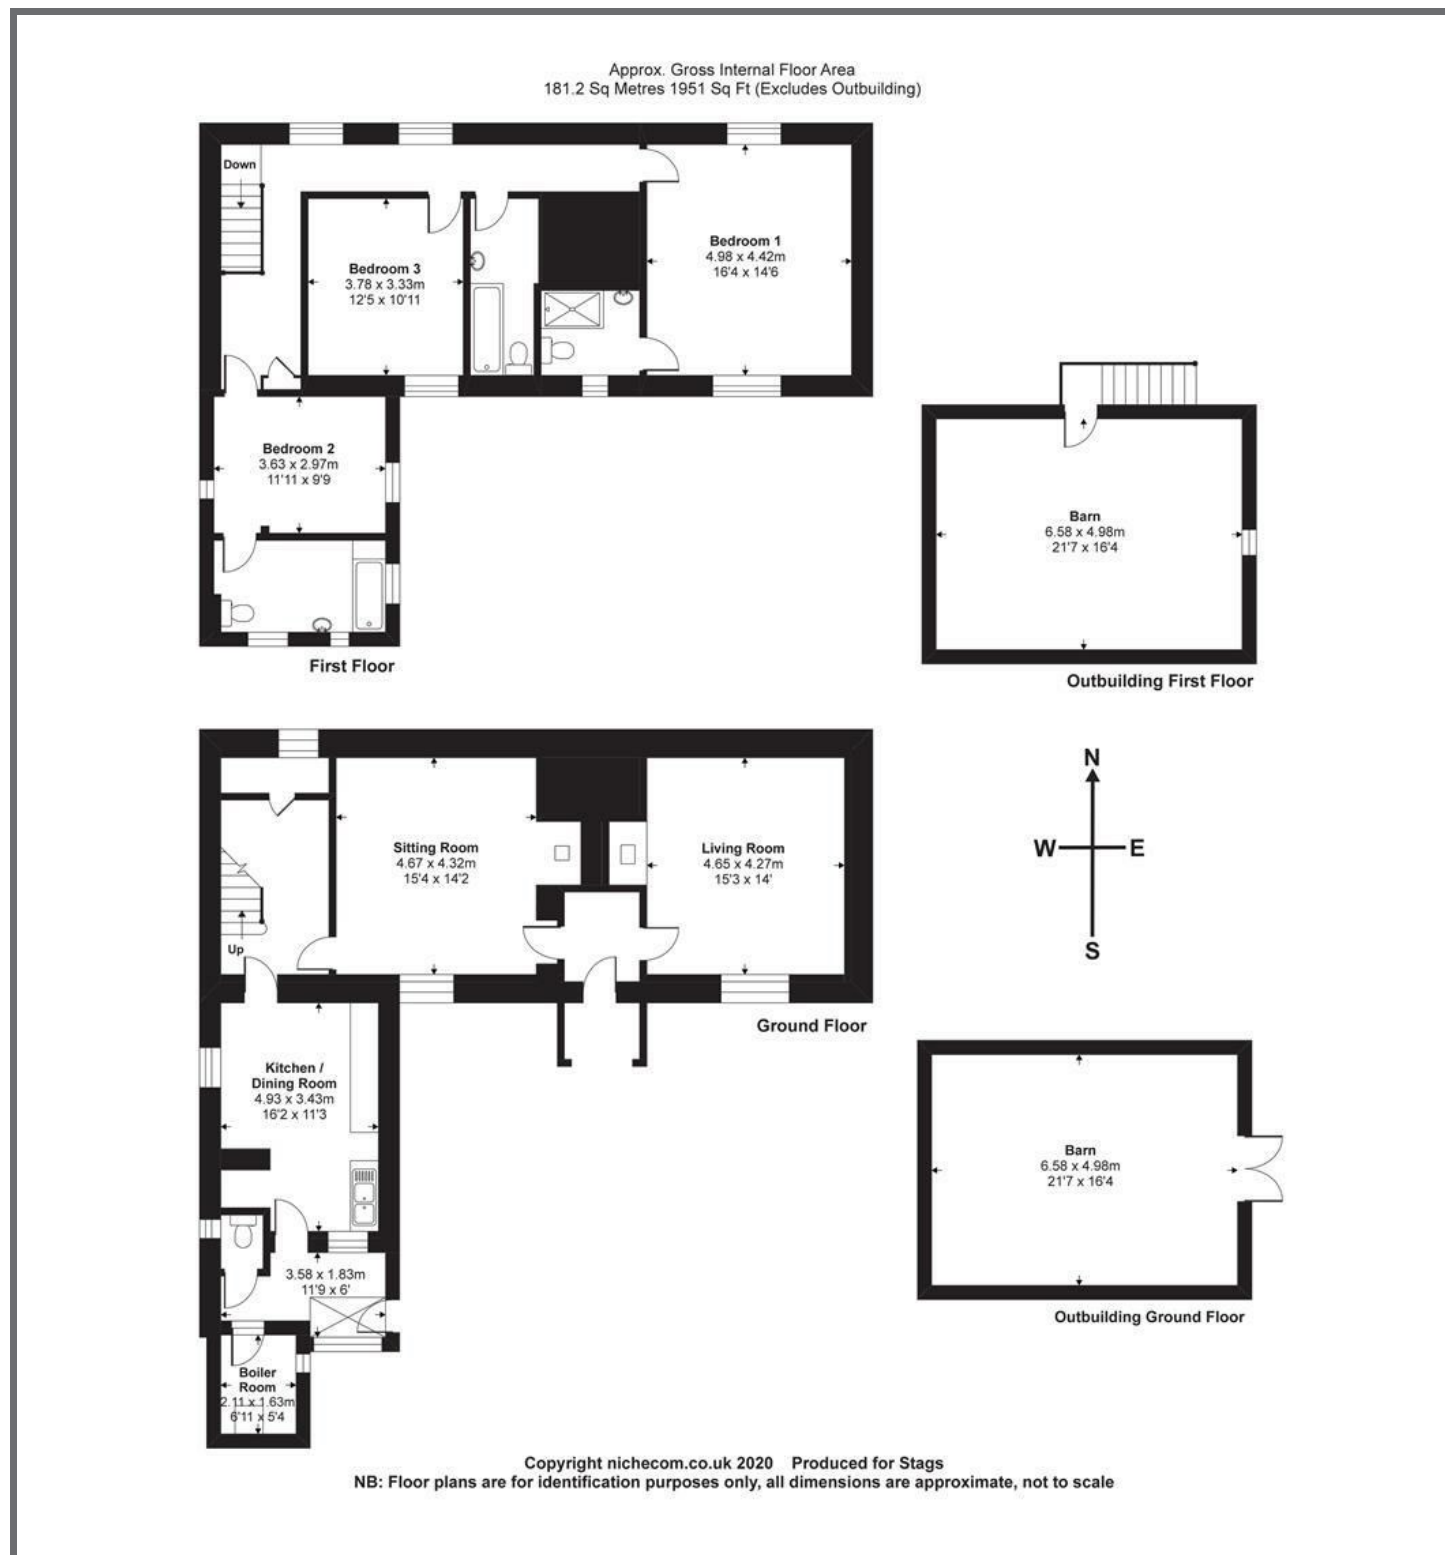 Approx. Gross Internal Floor Area
181.2 Sq Metres 1951 Sq Ft (Excludes Outbuilding)
Down
Bedroom 1
4.98 x 4.42m
16'4 x 14'6
Bedroom 3
3.78 x 3.33m
12'5 x 10'11
Bedroom 2
3.63 x 2.97m
11'11 x 9'9
First Floor
Barn
6.58 x 4.98m
21'7 x 16'4
Outbuilding First Floor
Sitting Room
4.67 x 4.32m
15'4 x 14'2
Living Room
4.65 x 4.27m
15'3 x 14'
Up
Ground Floor
N
W E
S
Kitchen /
Dining Room
4.93 x 3.43m
16'2 x 11'3
3.58 x 1.83m
11'9 x 6'
Boiler
Room
2.11 x 1.63m
6'11 x 5'4
Barn
6.58 x 4.98m
21'7 x 16'4
Outbuilding Ground Floor
Copyright nichecom.co.uk 2020 Produced for Stags
NB: Floor plans are for identification purposes only, all dimensions are approximate, not to scale